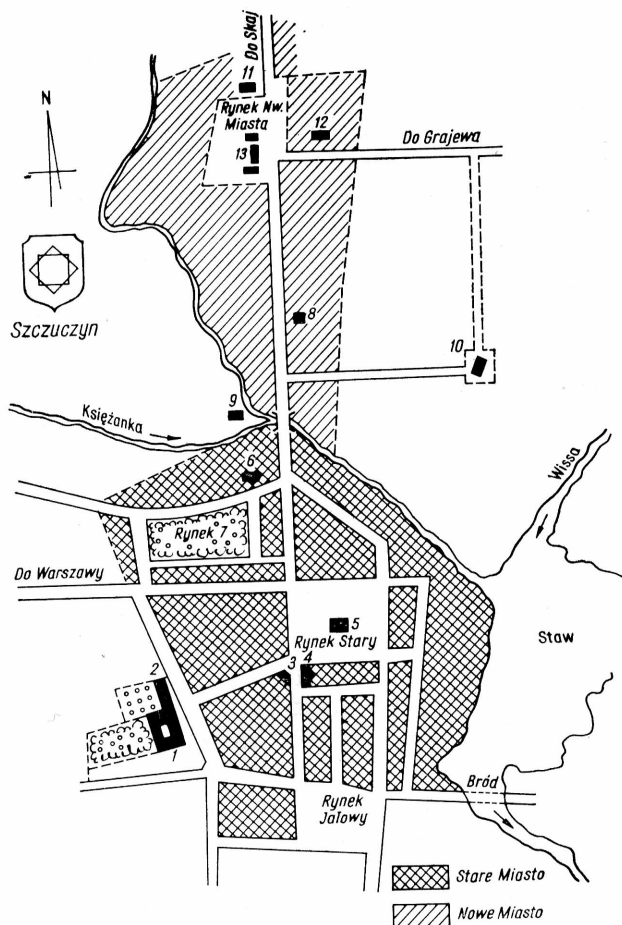 Do Skaj
11
Rynek Nw.
Miasta
12
13
Do Grajewa
N
Szczuczyn
8
10
9
Księżanka
Wissa
6
Rynek 7
Do Warszawy
5
Rynek Stary
Staw
3
4
2
1
Bród
Rynek
Jałowy
Stare Miasto
Nowe Miasto